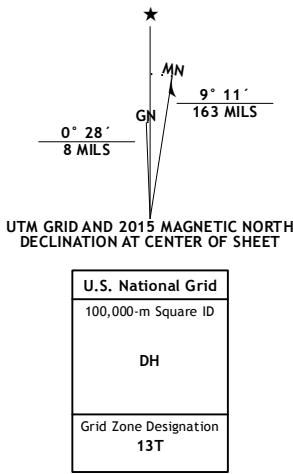 ★
MN
GN
9° 11´
163 MILS
0° 28´
8 MILS
UTM GRID AND 2015 MAGNETIC NORTH
DECLINATION AT CENTER OF SHEET
U.S. National Grid
100,000-m Square ID
DH
Grid Zone Designation
13T